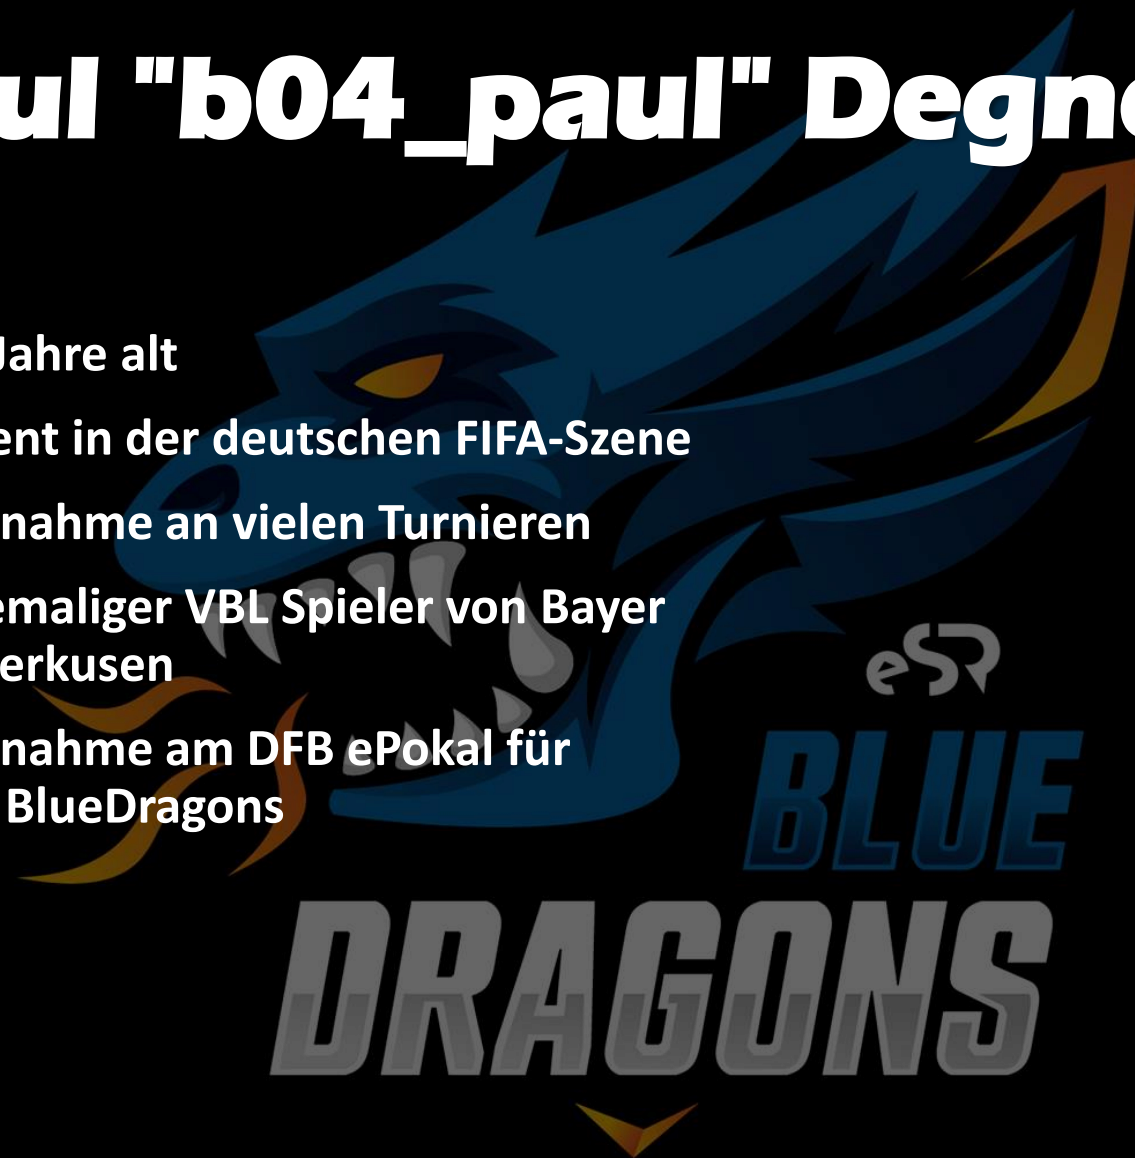 ul "b04_paul" Degn
Jahre alt
ent in der deutschen FIFA-Szene
nahme an vielen Turnieren
emaliger VBL Spieler von Bayer
erkusen
nahme am DFB ePokal für
BlueDragons
eSR
BLUE
DRAGONS